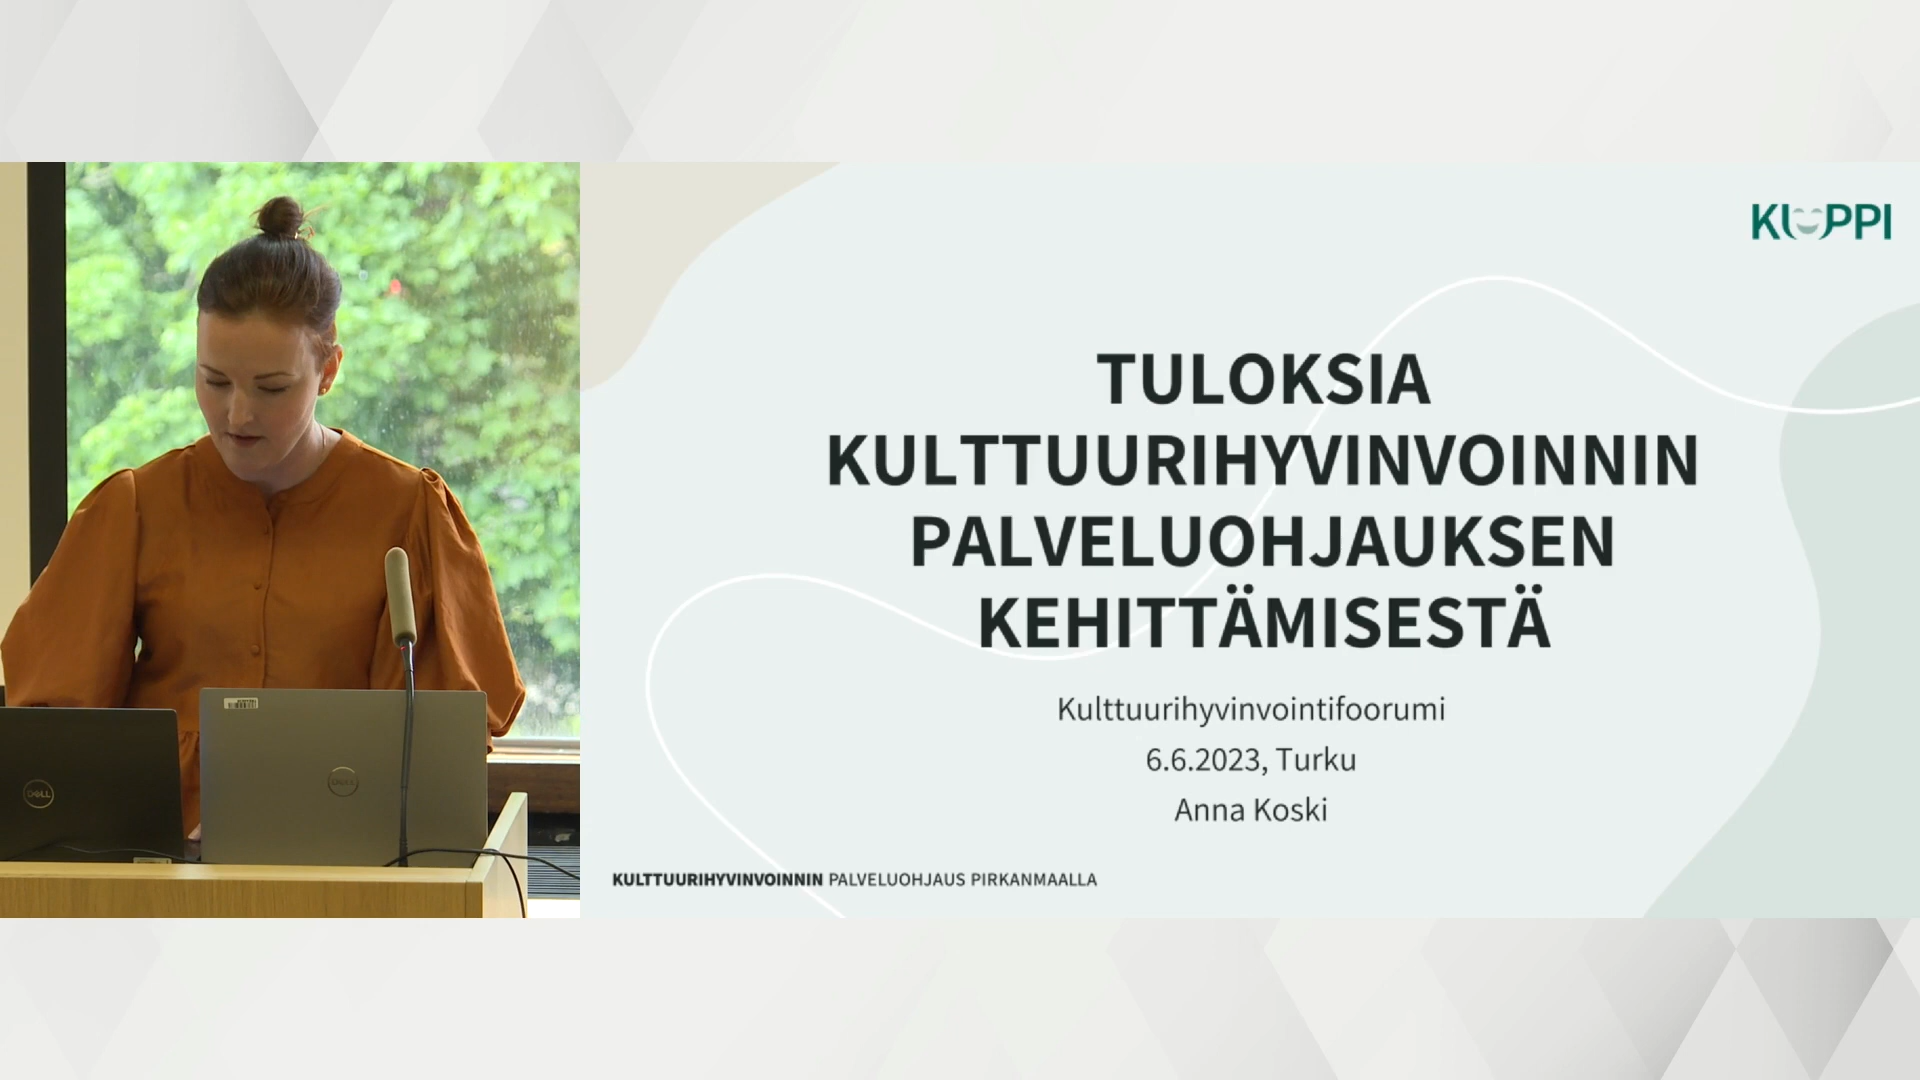 KUPPI
TULOKSIA
KULTTUURIHYVINVOINNIN
PALVELUOHJAUKSEN
KEHITTÄMISESTÄ
Kulttuurihyvinvointifoorumi
6.6.2023, Turku
Anna Koski
KULTTUURIHYVINVOINNIN PALVELUOHJAUS PIRKANMAALLA
DELL
DELL